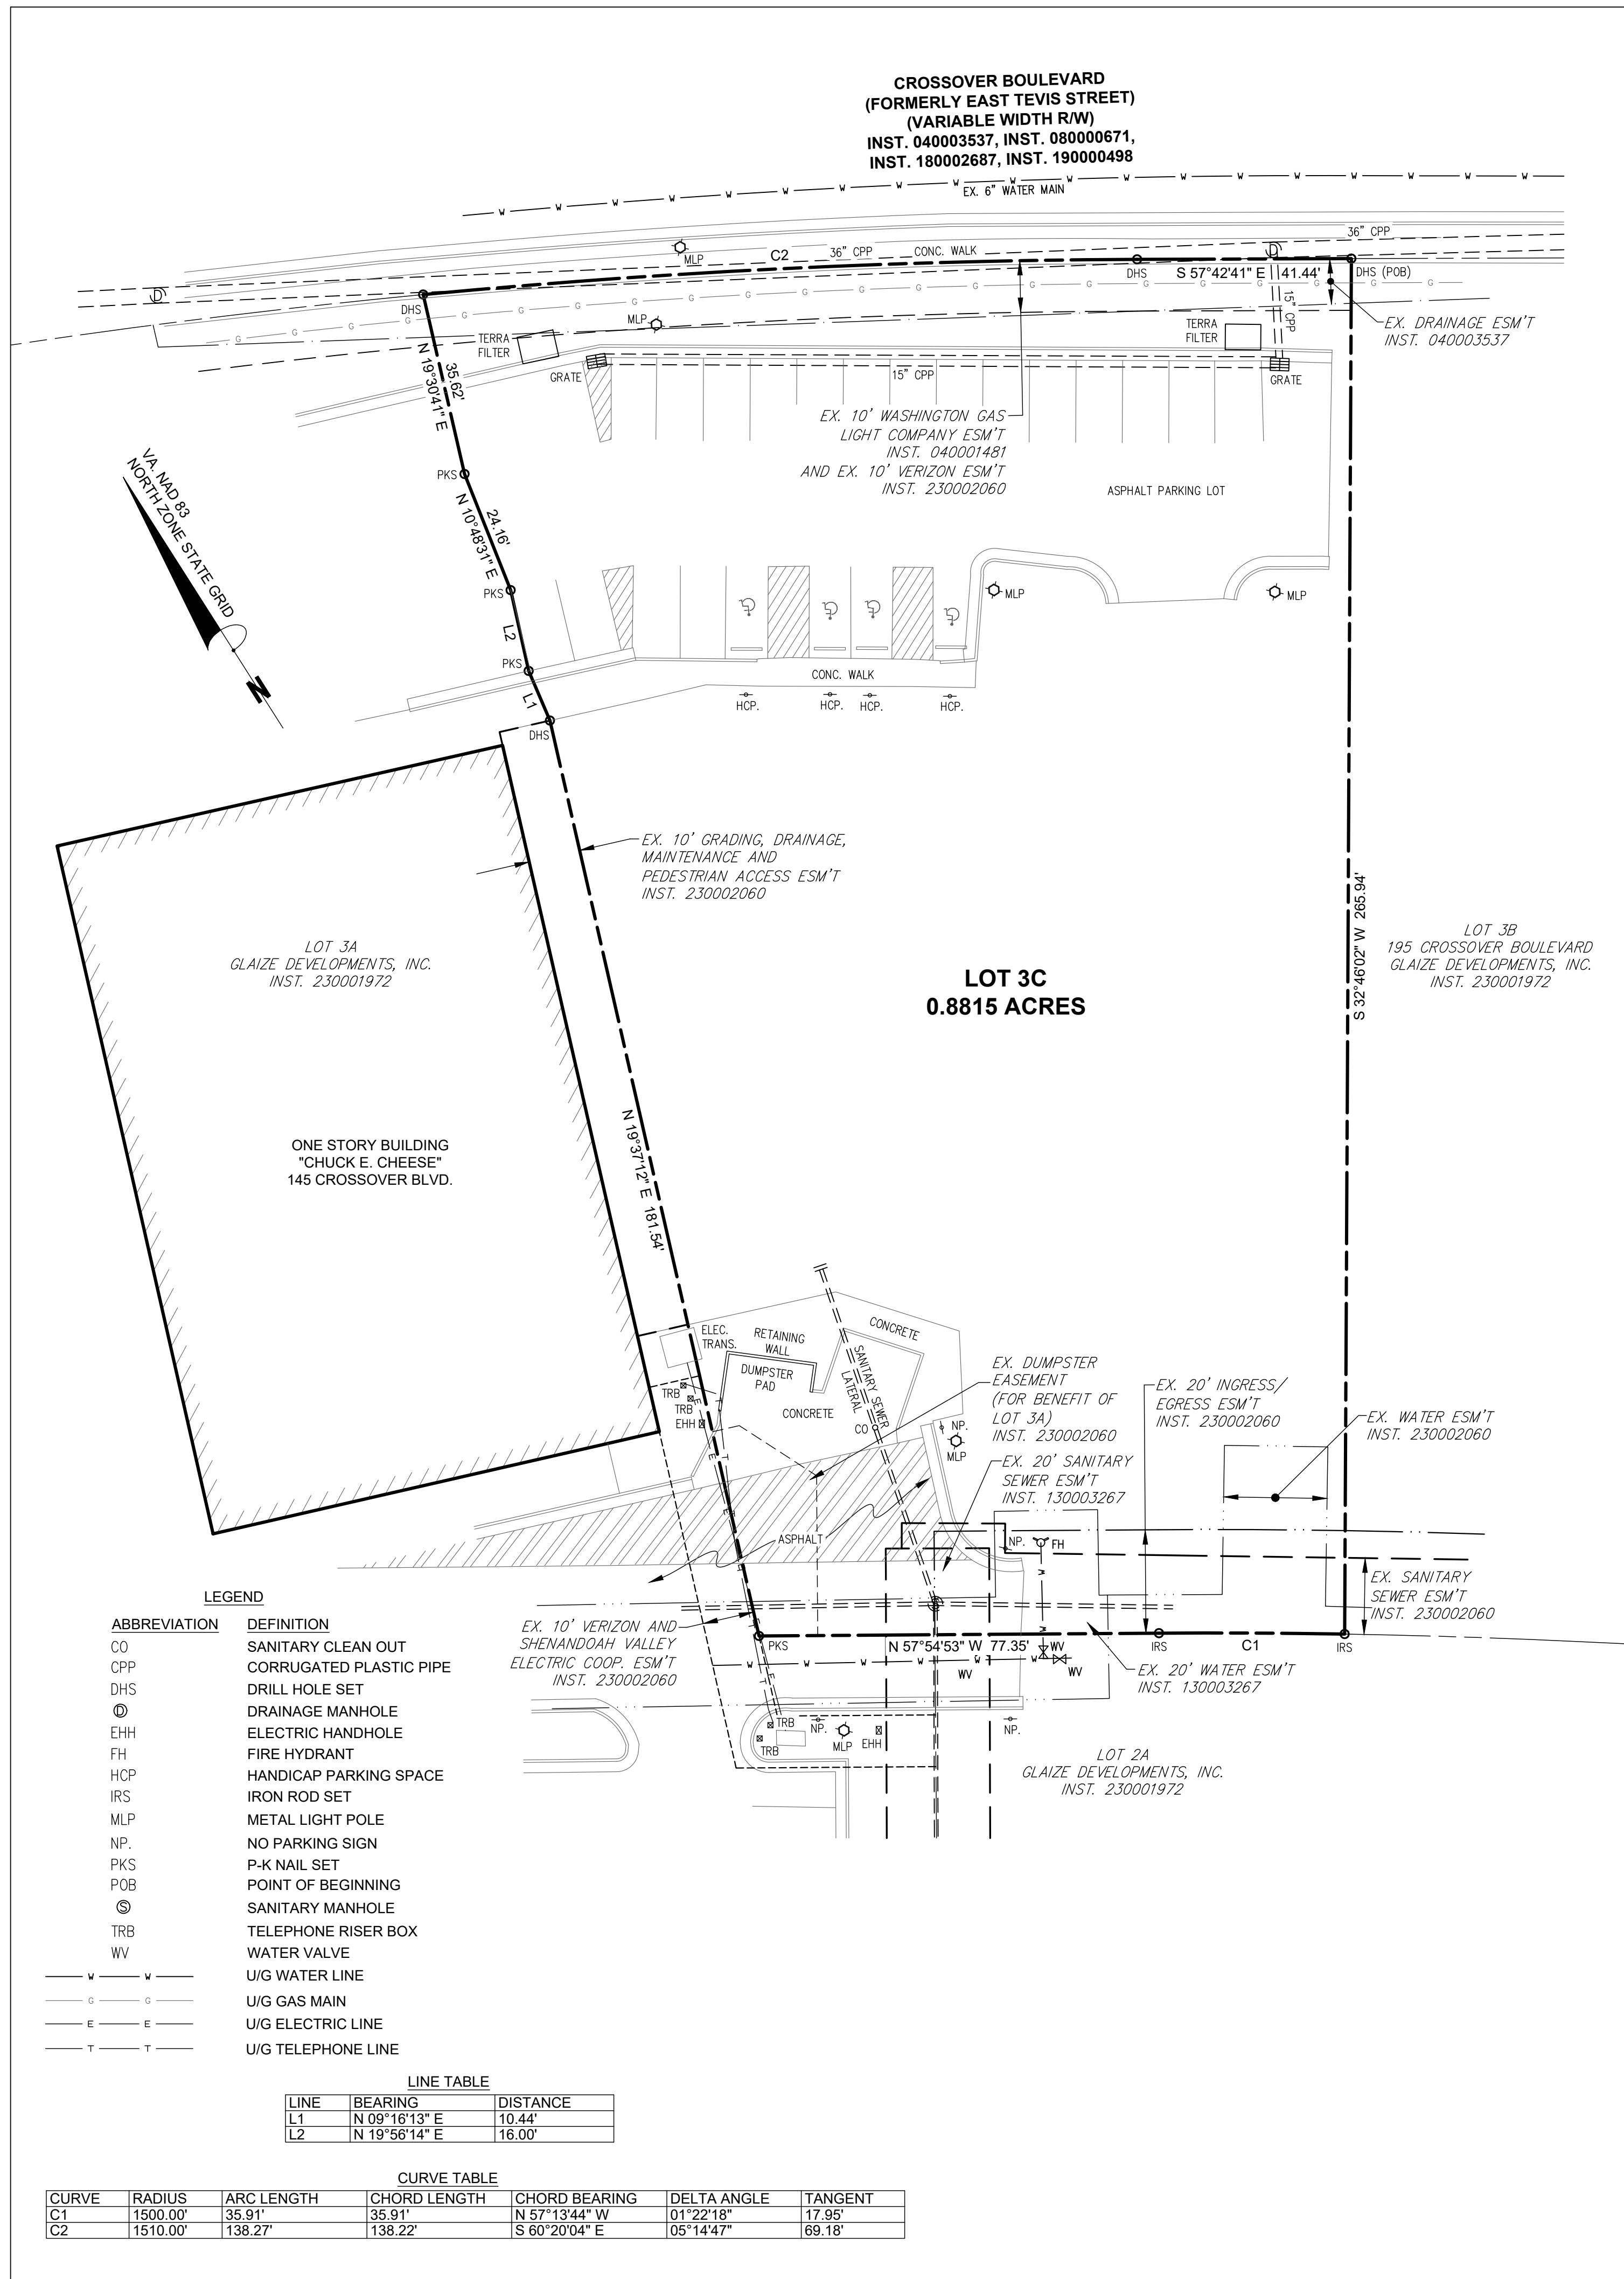 CROSSOVER BOULEVARD
(FORMERLY EAST TEVIS STREET)
(VARIABLE WIDTH R/W)
INST. 040003537, INST. 080000671,
INST. 180002687, INST. 190000498
W W W W W W W W W W W W W W W W W W W
EX. 6" WATER MAIN
36" CPP
MLP
C2
36" CPP
CONC. WALK
D
DHS
S 57°42'41" E
41.44'
DHS (POB)
D
DHS
G G G G G G G G G G G G G G G G G G G G G G
MLP
15" CPP
EX. DRAINAGE ESM'T
INST. 040003537
TERRA
FILTER
TERRA
FILTER
GRATE
15" CPP
GRATE
N 19°30'41" E
35.62'
EX. 10' WASHINGTON GAS
LIGHT COMPANY ESM'T
INST. 040001481
AND EX. 10' VERIZON ESM'T
INST. 230002060
ASPHALT PARKING LOT
VA. NAD 83
NORTH ZONE STATE GRID
N
PKS
N 10°48'31" E
24.16'
PKS
MLP
MLP
L2
PKS
CONC. WALK
L1
HCP.
HCP.
HCP.
HCP.
DHS
EX. 10' GRADING, DRAINAGE,
MAINTENANCE AND
PEDESTRIAN ACCESS ESM'T
INST. 230002060
S 32°46'02" W 265.94'
LOT 3A
GLAIZE DEVELOPMENTS, INC.
INST. 230001972
LOT 3B
195 CROSSOVER BOULEVARD
GLAIZE DEVELOPMENTS, INC.
INST. 230001972
LOT 3C
0.8815 ACRES
ONE STORY BUILDING
"CHUCK E. CHEESE"
145 CROSSOVER BLVD.
N 19°37'12" E 181.54'
ELEC.
TRANS.
RETAINING
WALL
CONCRETE
DUMPSTER
PAD
SANITARY SEWER
LATERAL
TRB
TRB
EHH
CONCRETE
CO
NP.
MLP
EX. DUMPSTER
EASEMENT
(FOR BENEFIT OF
LOT 3A)
INST. 230002060
EX. 20' INGRESS/
EGRESS ESM'T
INST. 230002060
EX. WATER ESM'T
INST. 230002060
EX. 20' SANITARY
SEWER ESM'T
INST. 130003267
ASPHALT
NP.
FH
EX. SANITARY
SEWER ESM'T
INST. 230002060
EX. 10' VERIZON AND
SHENANDOAH VALLEY
ELECTRIC COOP. ESM'T
INST. 230002060
PKS
N 57°54'53" W 77.35'
WV
IRS
C1
IRS
WV
WV
EX. 20' WATER ESM'T
INST. 130003267
TRB
TRB
NP.
MLP
EHH
NP.
LOT 2A
GLAIZE DEVELOPMENTS, INC.
INST. 230001972
LEGEND
ABBREVIATION DEFINITION
CO SANITARY CLEAN OUT
CPP CORRUGATED PLASTIC PIPE
DHS DRILL HOLE SET
D DRAINAGE MANHOLE
EHH ELECTRIC HANDHOLE
FH FIRE HYDRANT
HCP HANDICAP PARKING SPACE
IRS IRON ROD SET
MLP METAL LIGHT POLE
NP. NO PARKING SIGN
PKS P-K NAIL SET
POB POINT OF BEGINNING
S SANITARY MANHOLE
TRB TELEPHONE RISER BOX
WV WATER VALVE
W W U/G WATER LINE
G G U/G GAS MAIN
E E U/G ELECTRIC LINE
T T U/G TELEPHONE LINE
LINE TABLE
LINE BEARING DISTANCE
L1 N 09°16'13" E 10.44'
L2 N 19°56'14" E 16.00'
CURVE TABLE
CURVE RADIUS ARC LENGTH CHORD LENGTH CHORD BEARING DELTA ANGLE TANGENT
C1 1500.00' 35.91' 35.91' N 57°13'44" W 01°22'18" 17.95'
C2 1510.00' 138.27' 138.22' S 60°20'04" E 05°14'47" 69.18'